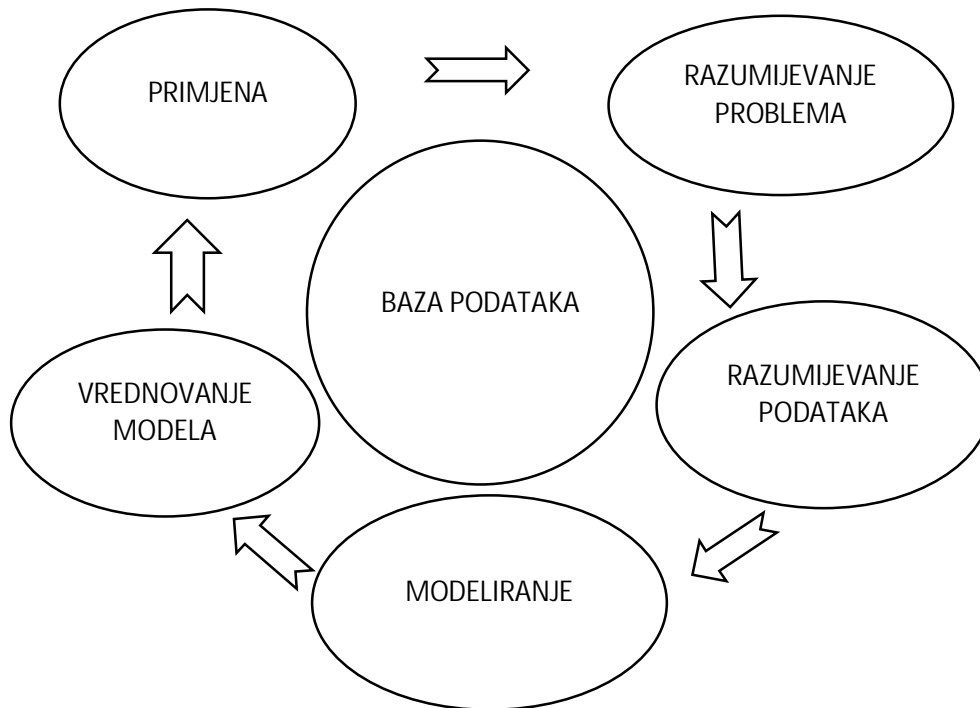 PRIMJENA
RAZUMIJEVANJE
PROBLEMA
BAZA PODATAKA
RAZUMIJEVANJE
PODATAKA
VREDNOVANJE
MODELA
MODELIRANJE